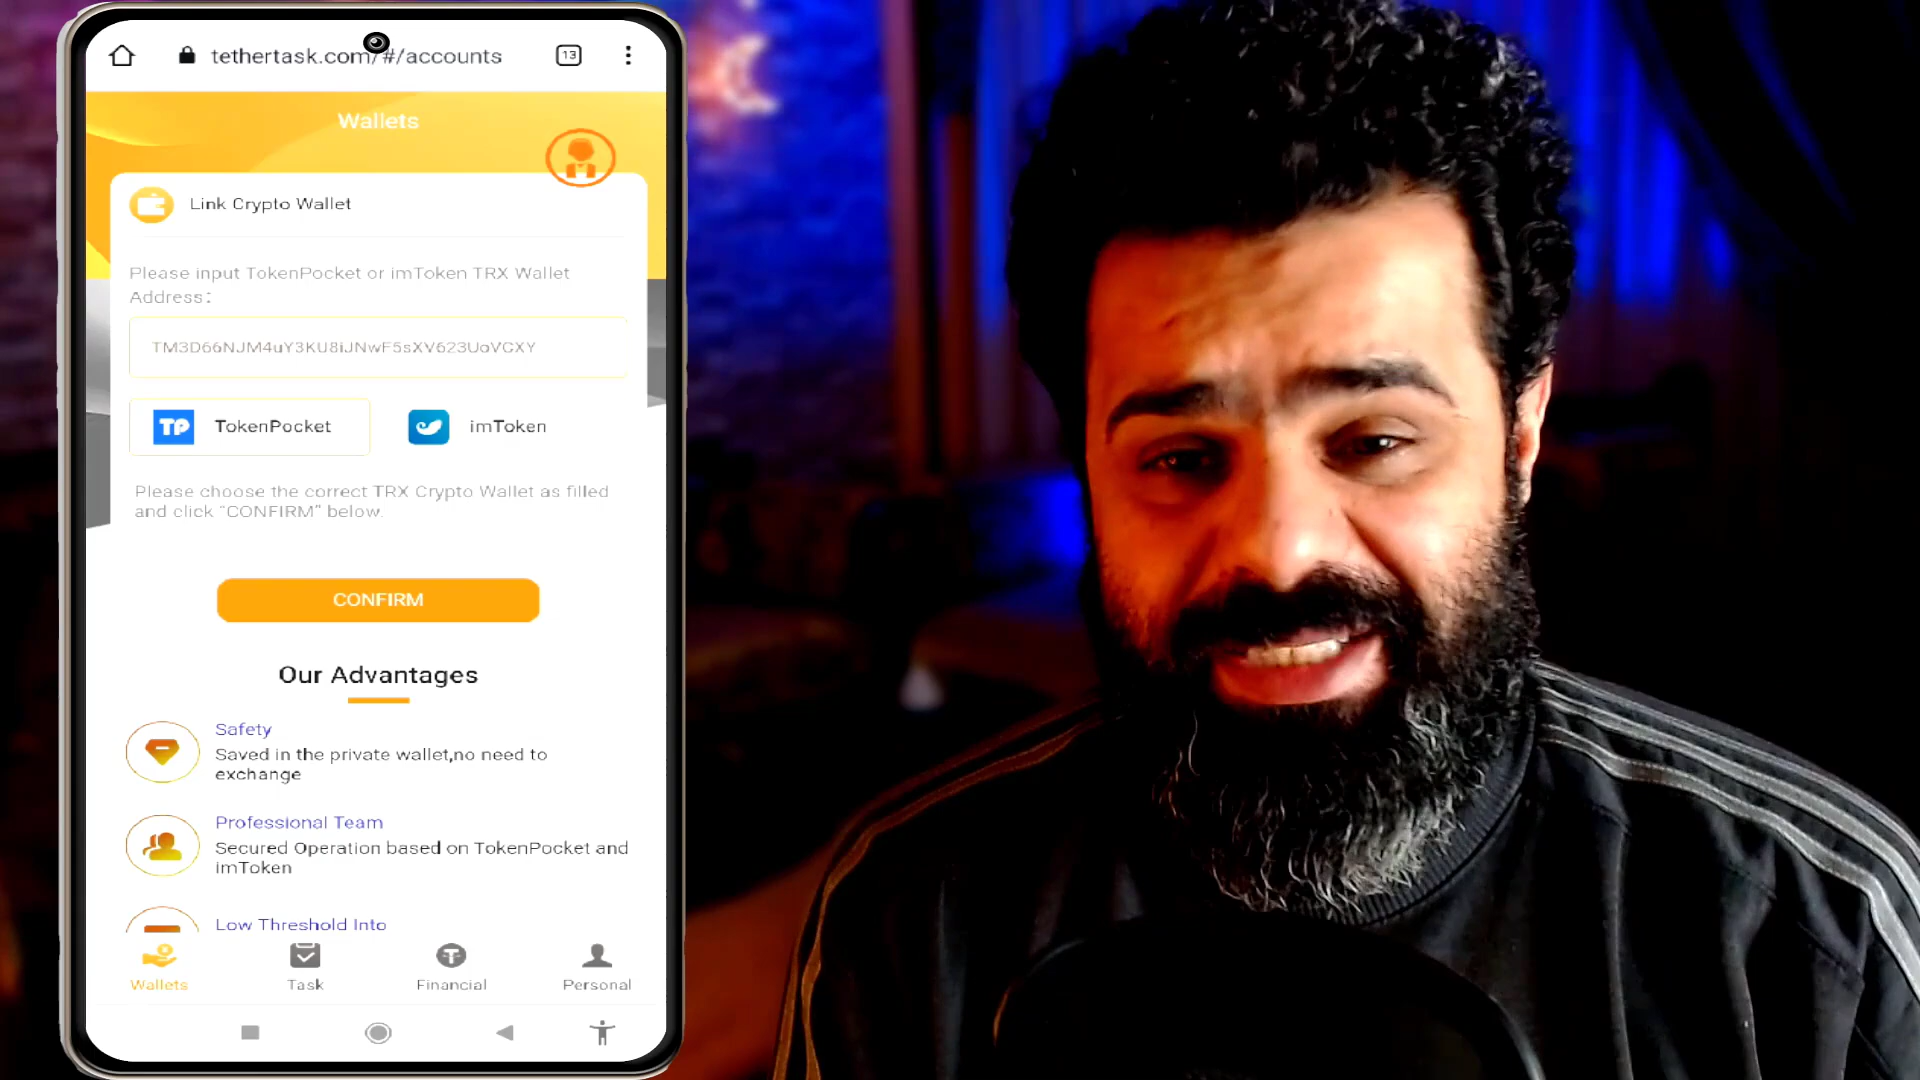 tethertask.com/#/accounts
13
Wallets
Link Crypto Wallet
Please input TokenPocket or imToken TRX Wallet
Address:
TM3D66NJM4uY3KU8iJNwF5sXV623UoVGXY
TP TokenPocket
imToken
Please choose the correct TRX Crypto Wallet as filled
and click “CONFIRM” below.
CONFIRM
Our Advantages
Safety
Saved in the private wallet,no need to
exchange
Professional Team
Secured Operation based on TokenPocket and
imToken
Low Threshold Into
Wallets
Task
Financial
Personal